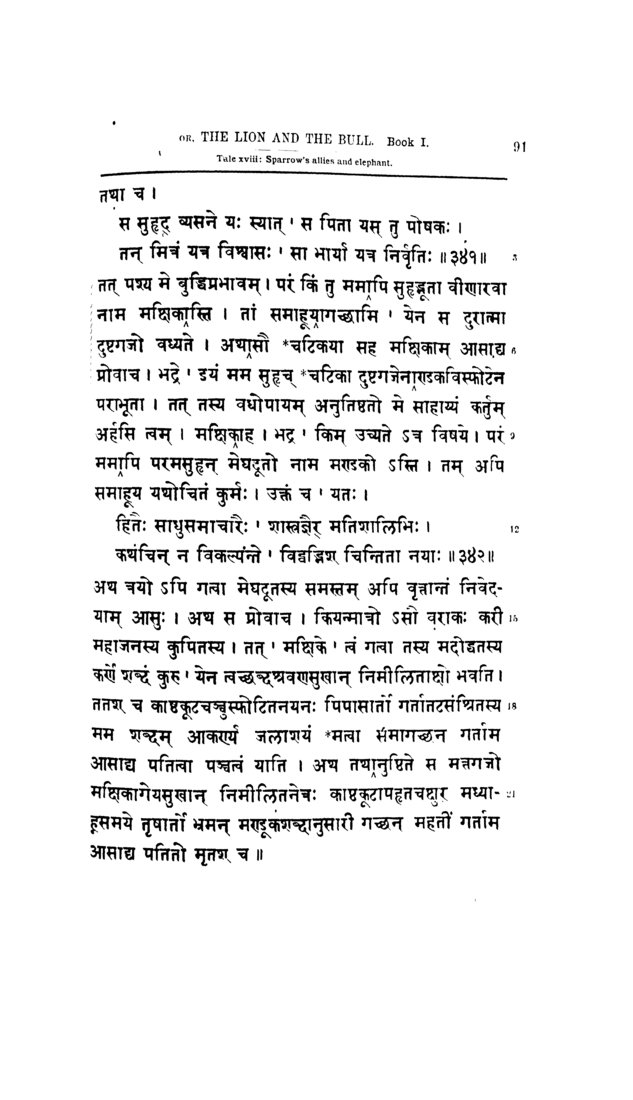 OR, THE LION AND THE BULL. Book I. 91
Tale xviii: Sparrow's allies and elephant.
तथा च ।
स सुहृद् व्यसने यः स्यात् ' स पिता यस् तु पोषकः ।
तन् मित्रं यत्र विश्वासः ' सा भार्या यत्र निर्वृतिः ॥३४१॥ 3
तत् पश्य मे बुद्धिप्रभावम् । परं किं तु ममापि सुहृद्भूता वीणारवा
नाम मक्षिकास्ति । तां समाहूयागच्छामि ' येन स दुरात्मा
दुष्टगजो वध्यते । अथासौ *चटिकया सह मक्षिकाम् आसाद्य 6
प्रोवाच । भद्रे ' इयं मम सुहृच् *चटिका दुष्टगजेनाण्डकविस्फोटेन
पराभूता । तत् तस्य वधोपायम् अनुतिष्ठतो मे साहाय्यं कर्तुम्
अर्हसि त्वम् । मक्षिकाह । भद्र ' किम् उच्यते ऽत्र विषये । परं 9
ममापि परमसुहृन् मेघदूतो नाम मण्डूको ऽस्ति । तम् अपि
समाहूय यथोचितं कुर्मः । उक्तं च ' यतः ।
हितैः साधुसमाचारैः ' शास्त्रज्ञैर् मतिशालिभिः । 12
कथंचिन् न विकल्पन्ते ' विद्वद्भिश् चिन्तिता नयाः ॥३४२॥
अथ त्रयो ऽपि गत्वा मेघदूतस्य समस्तम् अपि वृत्तान्तं निवेद-
याम् आसुः । अथ स प्रोवाच । कियन्मात्रो ऽसौ वराकः करी 15
महाजनस्य कुपितस्य । तत् ' मक्षिके ' त्वं गत्वा तस्य मदोद्धतस्य
कर्णे शब्दं कुरु ' येन त्वच्छब्दश्रवणसुखान् निमीलिताक्षो भवति ।
ततश् च काष्ठकूटचञ्चुस्फोटितनयनः पिपासार्तो गर्तातटसंश्रितस्य 18
मम शब्दम् आकर्ण्य जलाशयं *मत्वा समागच्छन् गर्ताम्
आसाद्य पतित्वा पञ्चत्वं याति । अथ तथानुष्ठिते स मत्तगजो
मक्षिकागेयसुखान् निमीलितनेत्रः काष्ठकूटापहृतचक्षुर् मध्या- 21
ह्नसमये तृषार्तो भ्रमन् मण्डूकशब्दानुसारी गच्छन् महतीं गर्ताम्
आसाद्य पतितो मृतश् च ॥